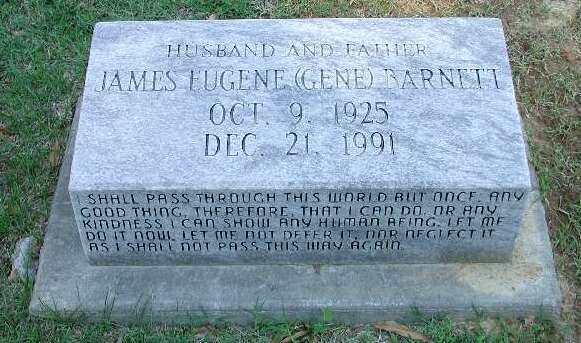 HUSBAND AND FATHER
JAMES EUGENE (GENE) BARNETT
OCT. 9. 1925
DEC. 21. 1991
I SHALL PASS THROUGH THIS WORLD BUT ONCE. ANY
GOOD THING, THEREFORE, THAT I CAN DO, OR ANY
KINDNESS I CAN SHOW ANY HUMAN BEING, LET ME
DO IT NOW. LET ME NOT DEFER IT, NOR NEGLECT IT
AS I SHALL NOT PASS THIS WAY AGAIN.